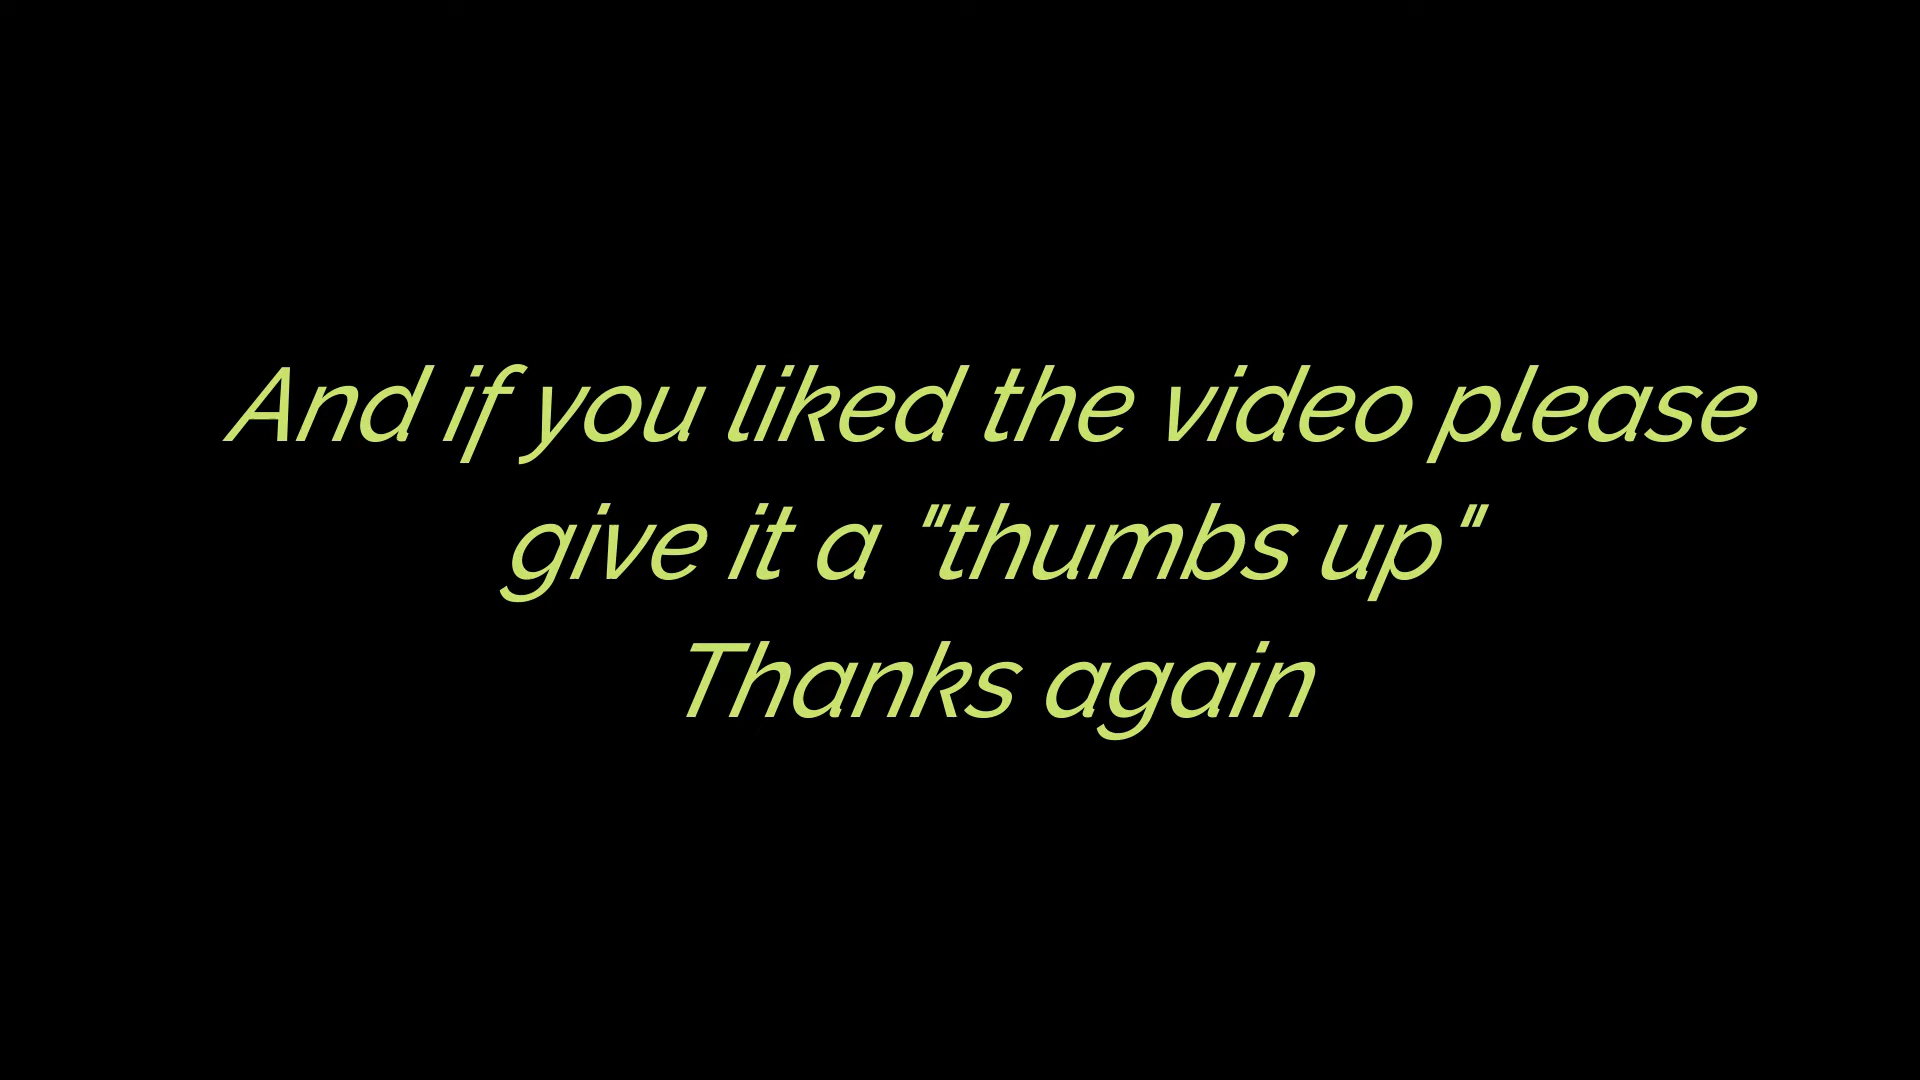 And if you liked the video please
give it a "thumbs up"
Thanks again